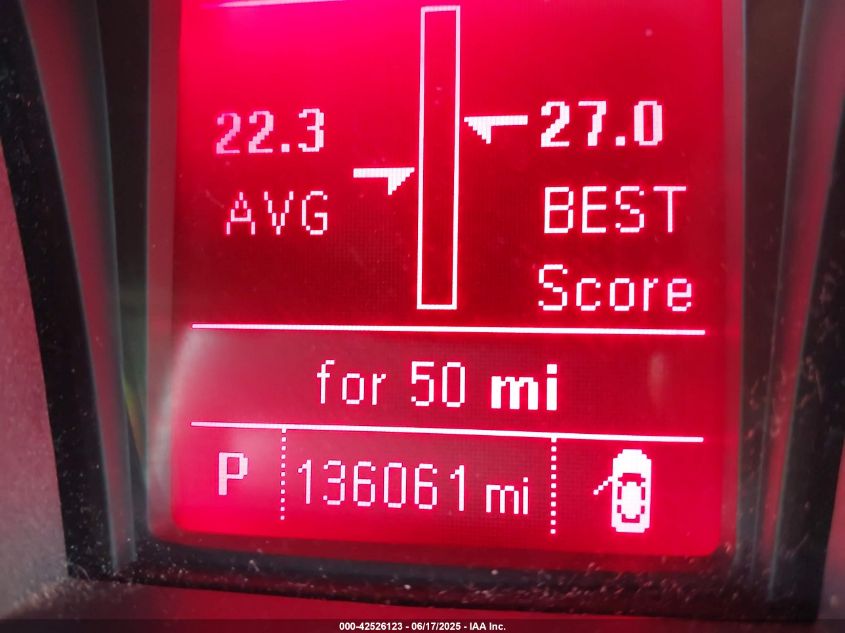 22.3
27.0
AVG
BEST
Score
for 50 mi
P 136061 mi
000-42526123 - 06/17/2025 - IAA Inc.